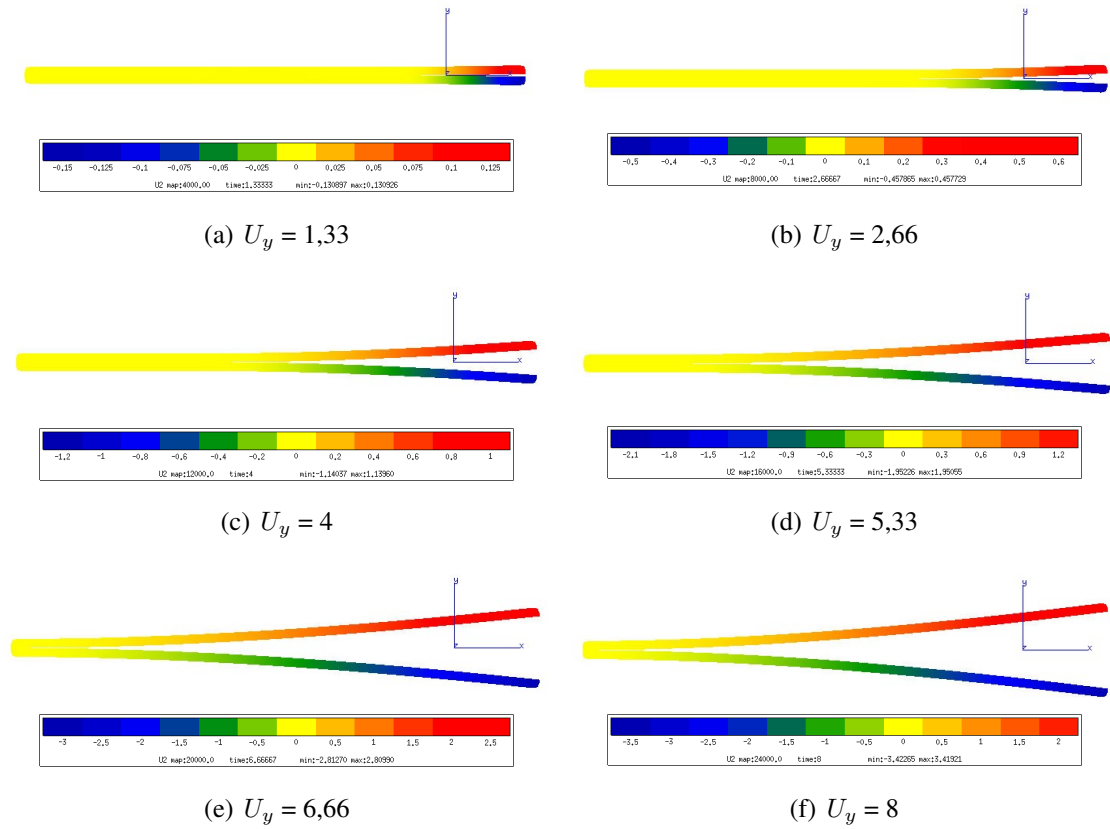 y
x
-0.15 -0.125 -0.1 -0.075 -0.05 -0.025 0 0.025 0.05 0.075 0.1 0.125
U2 map:4000.00 time:1.33333 min:-0.130897 max:0.130926
(a) U_y = 1,33
y
x
-0.5 -0.4 -0.3 -0.2 -0.1 0 0.1 0.2 0.3 0.4 0.5 0.6
U2 map:8000.00 time:2.66667 min:-0.457865 max:0.457729
(b) U_y = 2,66
y
x
-1.2 -1 -0.8 -0.6 -0.4 -0.2 0 0.2 0.4 0.6 0.8 1
U2 map:12000.0 time:4 min:-1.14037 max:1.13960
(c) U_y = 4
y
x
-2.1 -1.8 -1.5 -1.2 -0.9 -0.6 -0.3 0 0.3 0.6 0.9 1.2
U2 map:16000.0 time:5.33333 min:-1.95226 max:1.95055
(d) U_y = 5,33
y
x
-3 -2.5 -2 -1.5 -1 -0.5 0 0.5 1 1.5 2 2.5
U2 map:20000.0 time:6.66667 min:-2.81270 max:2.80990
(e) U_y = 6,66
y
x
-3.5 -3 -2.5 -2 -1.5 -1 -0.5 0 0.5 1 1.5 2
U2 map:24000.0 time:8 min:-3.42265 max:3.41921
(f) U_y = 8